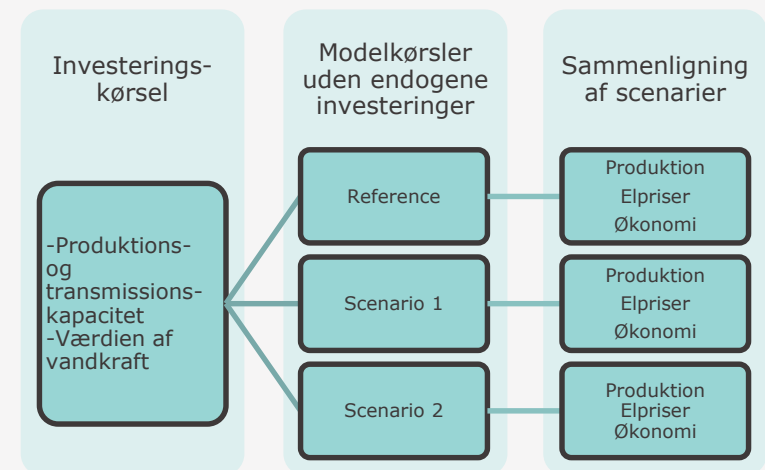 Investerings-
kørsel
-Produktions-
og
transmissions-
kapacitet
-Værdien af
vandkraft
Modelkørsler
uden endogene
investeringer
Reference
Scenario 1
Scenario 2
Sammenligning
af scenarier
Produktion
Elpriser
Økonomi
Produktion
Elpriser
Økonomi
Produktion
Elpriser
Økonomi